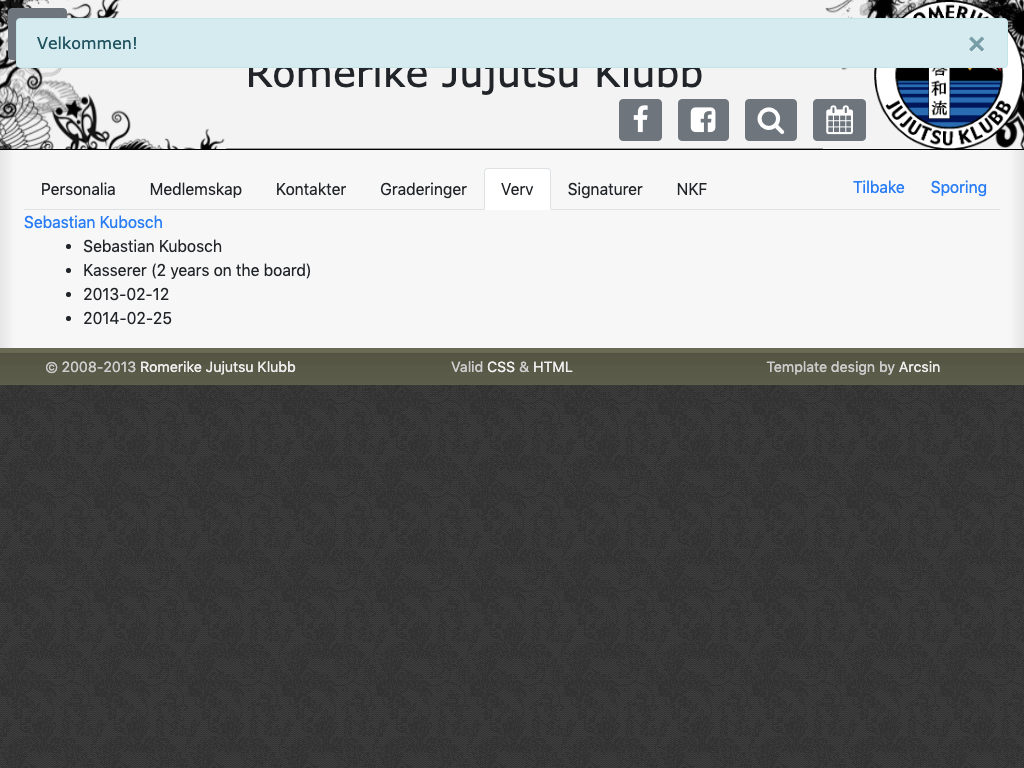 Velkommen! ×
Romerike Jujutsu Klubb
和
流
JUJUTSU KLUBB
Personalia Medlemskap Kontakter Graderinger Verv Signaturer NKF Tilbake Sporing
Sebastian Kubosch
• Sebastian Kubosch
• Kasserer (2 years on the board)
• 2013-02-12
• 2014-02-25
© 2008-2013 Romerike Jujutsu Klubb Valid CSS & HTML Template design by Arcsin